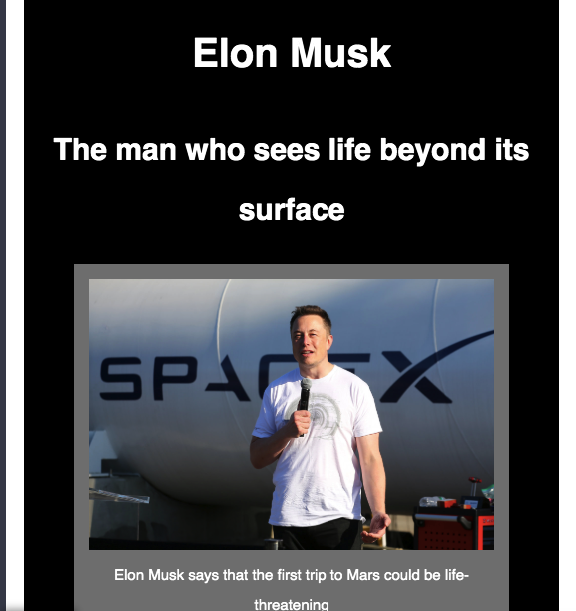 Elon Musk
The man who sees life beyond its
surface
SPACEX
Elon Musk says that the first trip to Mars could be life-
threatening